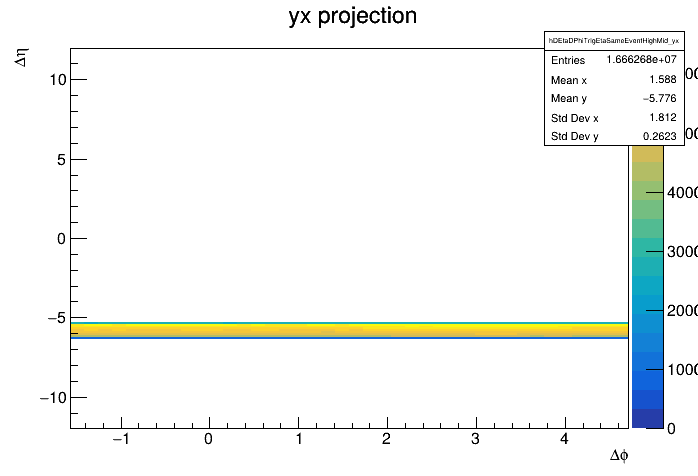 yx projection
hDEtaDPhiTrigEtaSameEventHighMid_yx
Entries 1.666268e+07
Mean x 1.588
Mean y −5.776
Std Dev x 1.812
Std Dev y 0.2623
Δη
10
5
0
−5
−10
−1
0
1
2
3
4
Δϕ
4000
3000
2000
1000
0